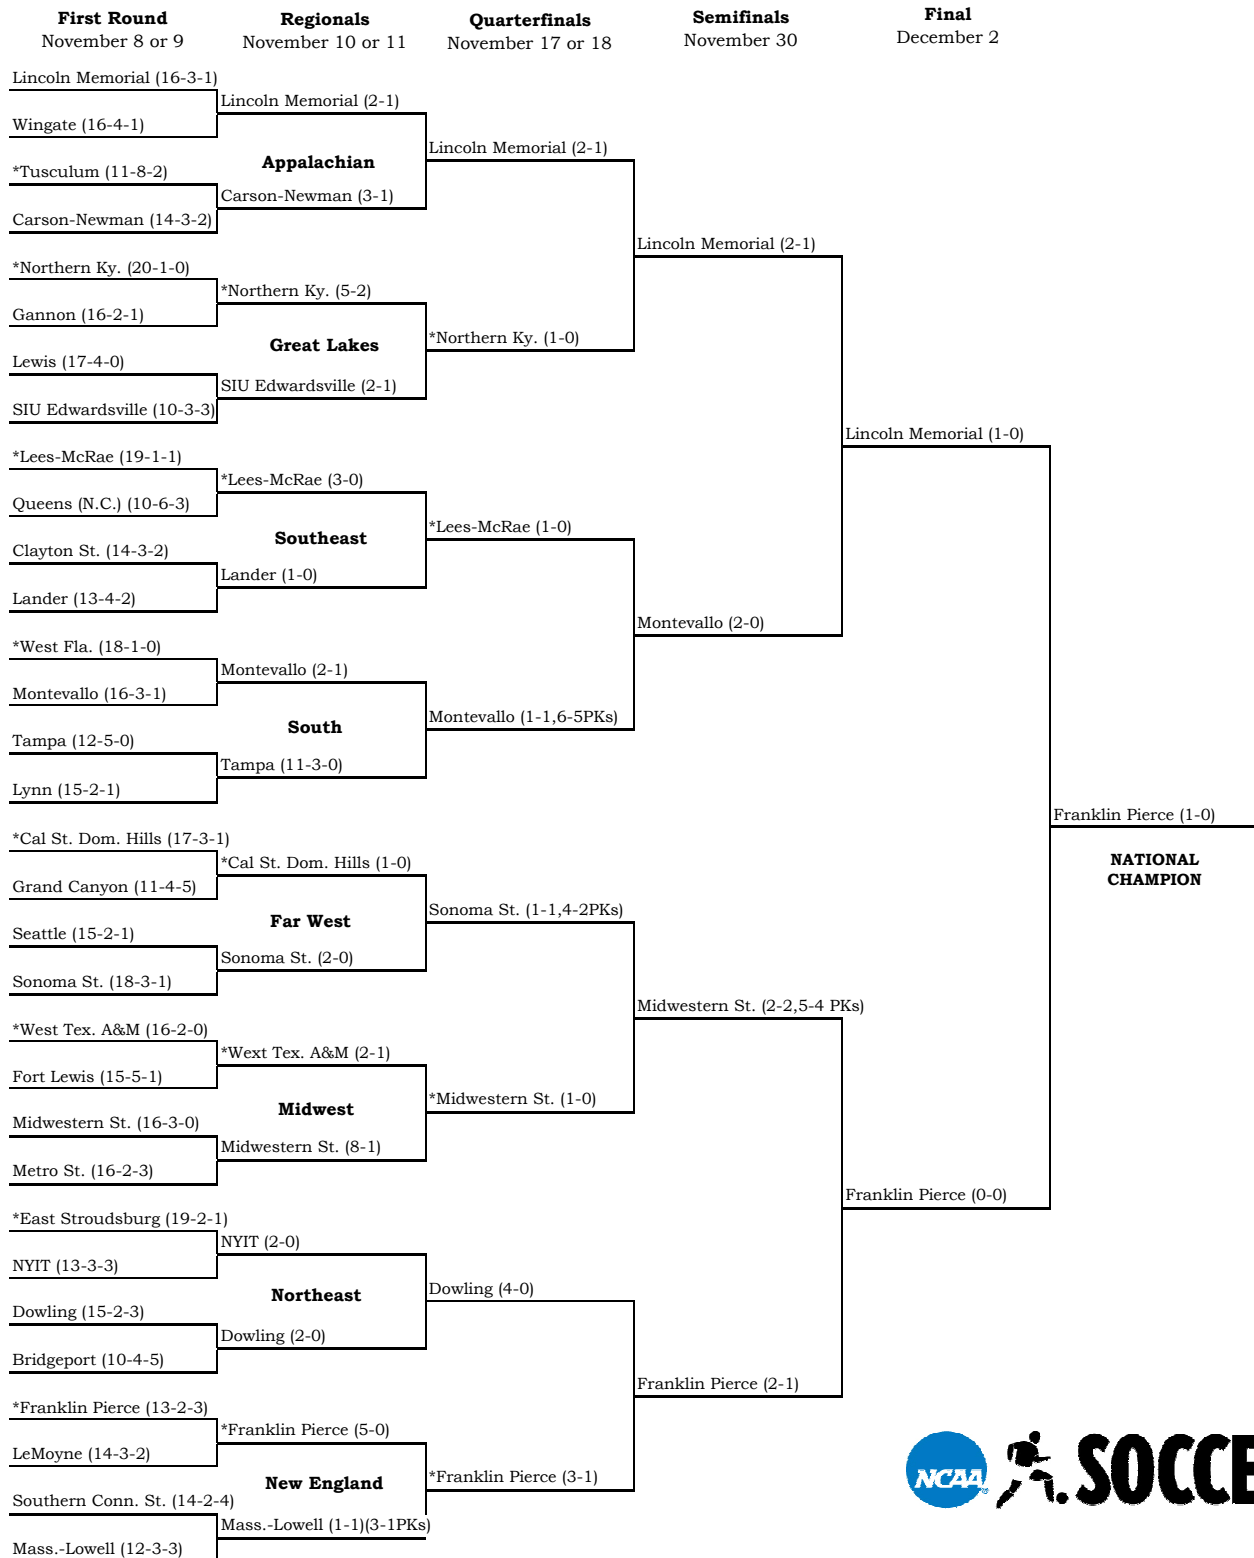 First Round
November 8 or 9
Regionals
November 10 or 11
Quarterfinals
November 17 or 18
Semifinals
November 30
Final
December 2
Lincoln Memorial (16-3-1)
Wingate (16-4-1)
*Tusculum (11-8-2)
Carson-Newman (14-3-2)
*Northern Ky. (20-1-0)
Gannon (16-2-1)
Lewis (17-4-0)
SIU Edwardsville (10-3-3)
*Lees-McRae (19-1-1)
Queens (N.C.) (10-6-3)
Clayton St. (14-3-2)
Lander (13-4-2)
*West Fla. (18-1-0)
Montevallo (16-3-1)
Tampa (12-5-0)
Lynn (15-2-1)
*Cal St. Dom. Hills (17-3-1)
Grand Canyon (11-4-5)
Seattle (15-2-1)
Sonoma St. (18-3-1)
*West Tex. A&M (16-2-0)
Fort Lewis (15-5-1)
Midwestern St. (16-3-0)
Metro St. (16-2-3)
*East Stroudsburg (19-2-1)
NYIT (13-3-3)
Dowling (15-2-3)
Bridgeport (10-4-5)
*Franklin Pierce (13-2-3)
LeMoyne (14-3-2)
Southern Conn. St. (14-2-4)
Mass.-Lowell (12-3-3)
Lincoln Memorial (2-1)
Appalachian
Carson-Newman (3-1)
*Northern Ky. (5-2)
Great Lakes
SIU Edwardsville (2-1)
*Lees-McRae (3-0)
Southeast
Lander (1-0)
Montevallo (2-1)
South
Tampa (11-3-0)
*Cal St. Dom. Hills (1-0)
Far West
Sonoma St. (2-0)
*Wext Tex. A&M (2-1)
Midwest
Midwestern St. (8-1)
NYIT (2-0)
Northeast
Dowling (2-0)
*Franklin Pierce (5-0)
New England
Mass.-Lowell (1-1)(3-1PKs)
Lincoln Memorial (2-1)
*Northern Ky. (1-0)
*Lees-McRae (1-0)
Montevallo (1-1,6-5PKs)
Sonoma St. (1-1,4-2PKs)
*Midwestern St. (1-0)
Dowling (4-0)
*Franklin Pierce (3-1)
Lincoln Memorial (2-1)
Montevallo (2-0)
Midwestern St. (2-2,5-4 PKs)
Franklin Pierce (2-1)
Lincoln Memorial (1-0)
Franklin Pierce (0-0)
Franklin Pierce (1-0)
NATIONAL
CHAMPION
NCAA SOCCE